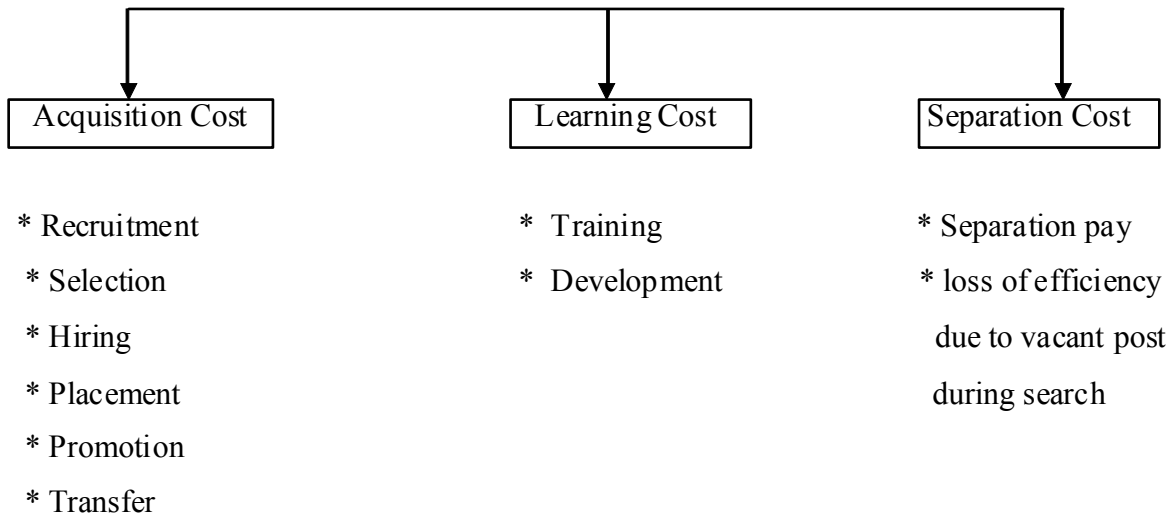 Acquisition Cost
* Recruitment
* Selection
* Hiring
* Placement
* Promotion
* Transfer
Learning Cost
* Training
* Development
Separation Cost
* Separation pay
* loss of efficiency
due to vacant post
during search